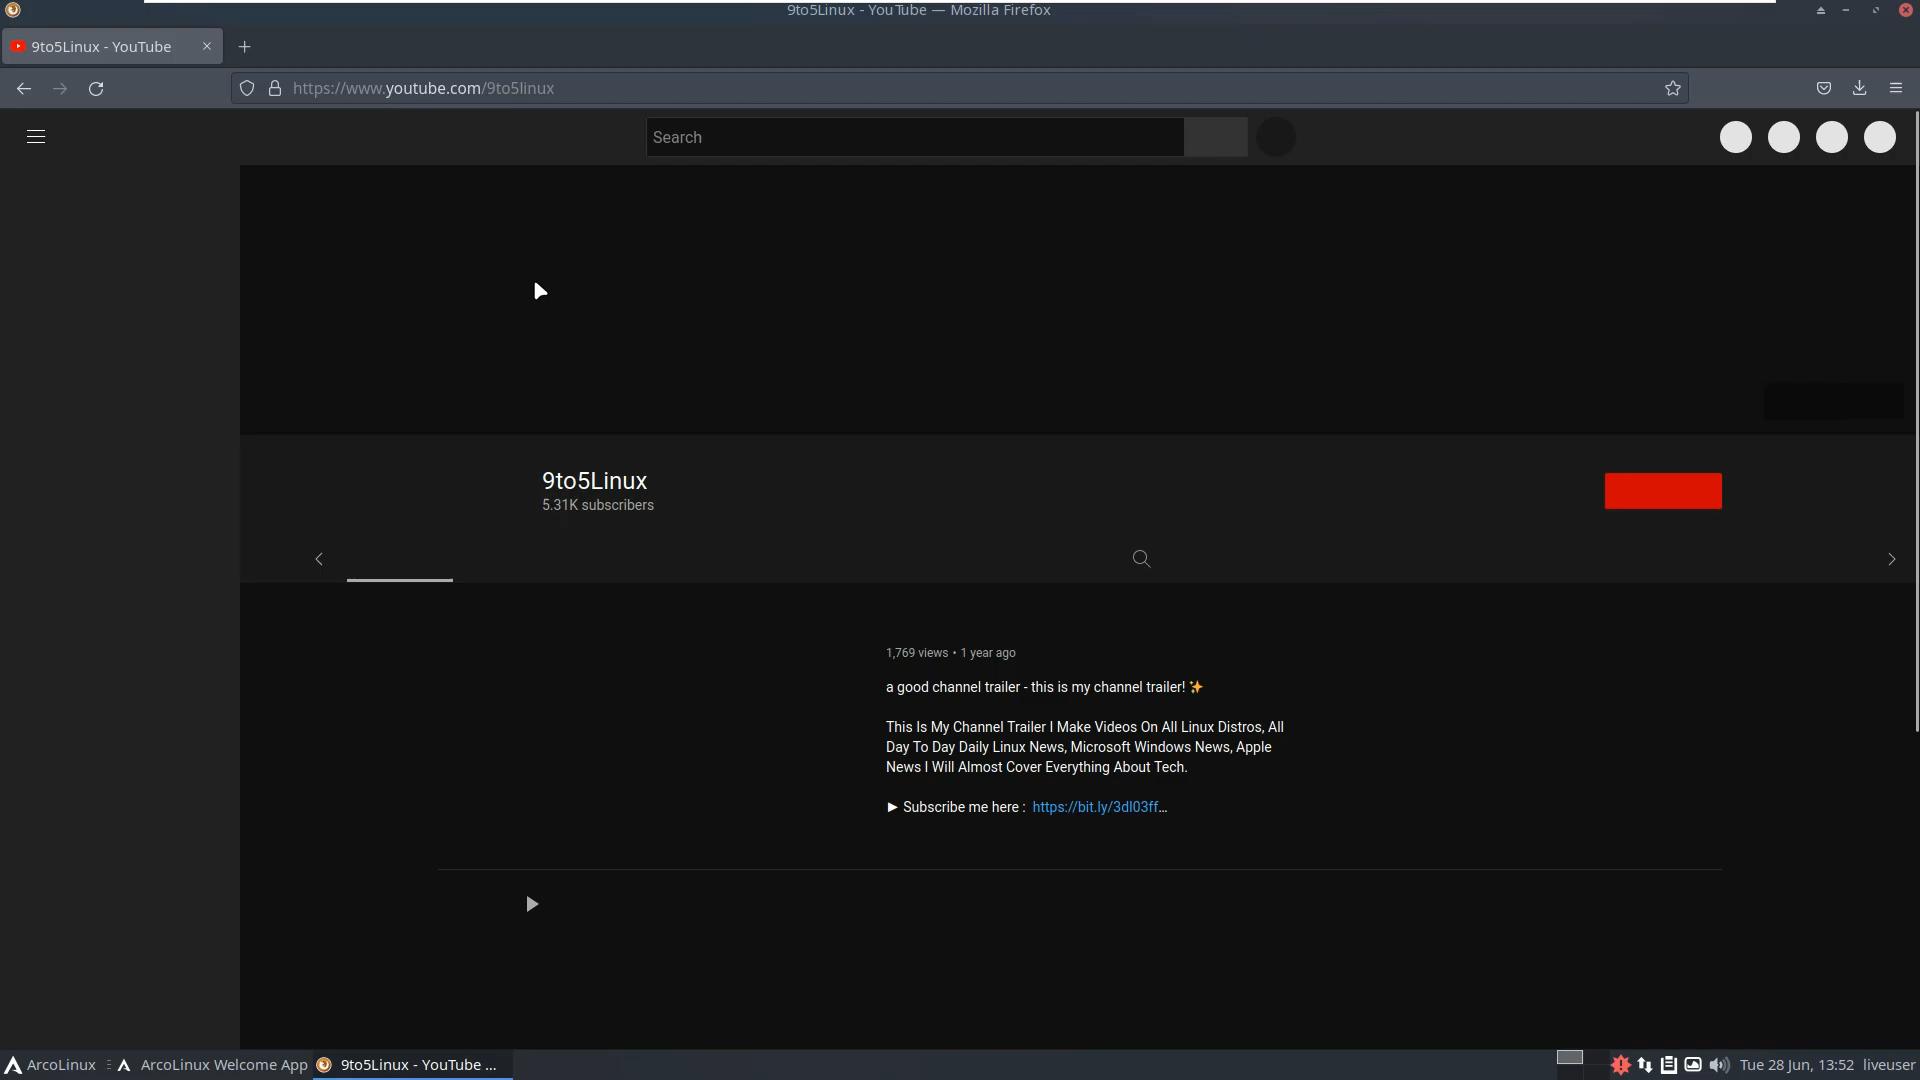 9to5Linux - YouTube — Mozilla Firefox
9to5Linux - YouTube
https://www.youtube.com/9to5linux
Search
9to5Linux
5.31K subscribers
1,769 views • 1 year ago
a good channel trailer - this is my channel trailer! ✨
This Is My Channel Trailer I Make Videos On All Linux Distros, All
Day To Day Daily Linux News, Microsoft Windows News, Apple
News I Will Almost Cover Everything About Tech.
► Subscribe me here : https://bit.ly/3dI03ff...
ArcoLinux
ArcoLinux Welcome App
9to5Linux - YouTube ...
Tue 28 Jun, 13:52
liveuser